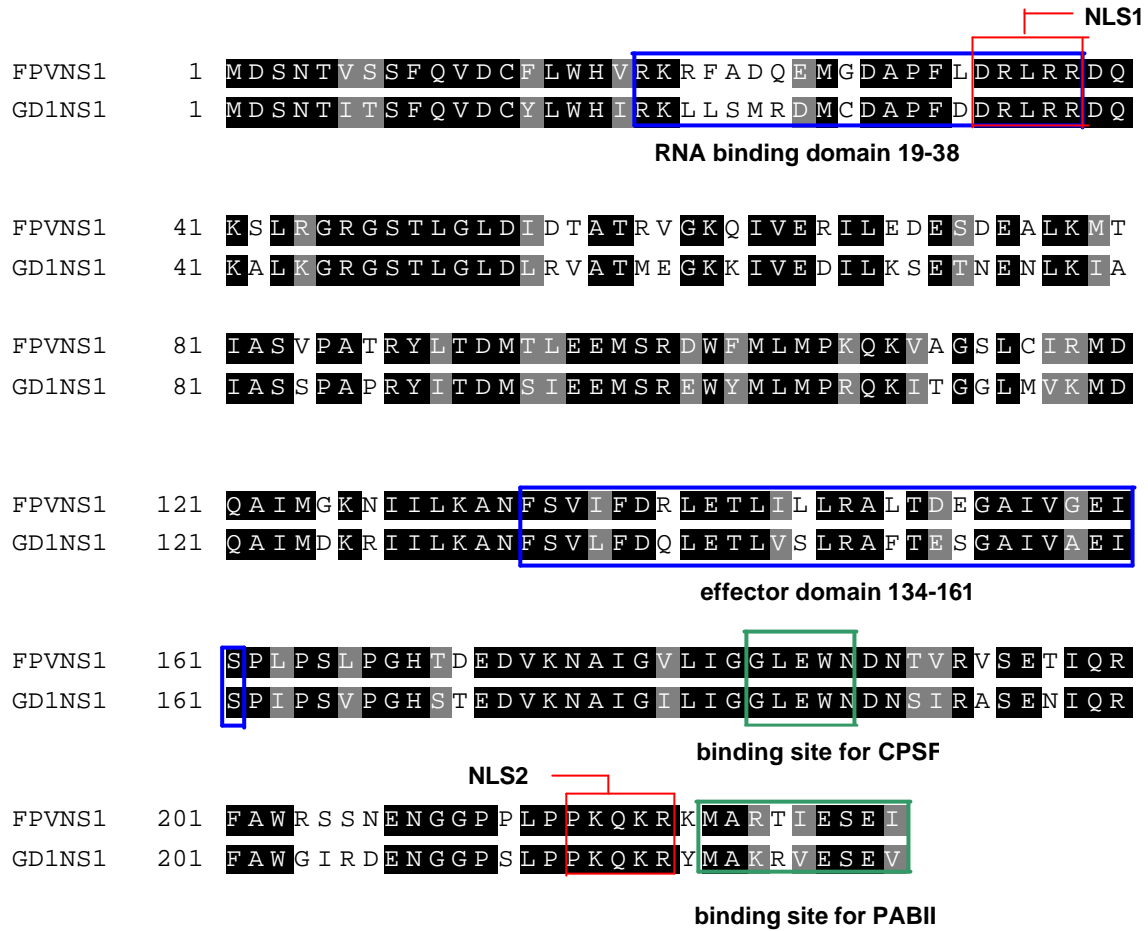 NLS1
FPVNS1 1 MDSNTVSSFQVDCFLWHVRKRFADQEMGDAPFLDRLRRDQ
GD1NS1 1 MDSNTITSFQVDCYLWHIRKLLSMRDMCDAPFDDRLRRDQ
RNA binding domain 19-38
FPVNS1 41 KSLRGRGSTLGLDIDTATRVGKQIVERILEDESDEALKMT
GD1NS1 41 KALKGRGSTLGLDLRVATMEGKKIVEDILKSETNENLKIA
FPVNS1 81 IASVPATRYLTDMTLEEMSRDWFMLMPKQKVAGSLCIRMD
GD1NS1 81 IASSPAPRYITDMSIEEMSREWYMLMPRQKITGGLMVKMD
FPVNS1 121 QAIMGKNIILKANFSVIFDRLETLILLRALTDEGAIVGEI
GD1NS1 121 QAIMDKRIILKANFSVLFDQLETLVSLRAFTESGAIVAEI
effector domain 134-161
FPVNS1 161 SPLPSLPGHTDEDVKNAIGVLIGGLEWNDNTVRVSETIQR
GD1NS1 161 SPIPSVPGHSTEDVKNAIGILIGGLEWNDNSIRASENIQR
binding site for CPSF
NLS2
FPVNS1 201 FAWRSSNENGGPPLPPKQKRKMARTIESEI
GD1NS1 201 FAWGIRDENGGPSLPPKQKRYMAKRVESEV
binding site for PABII